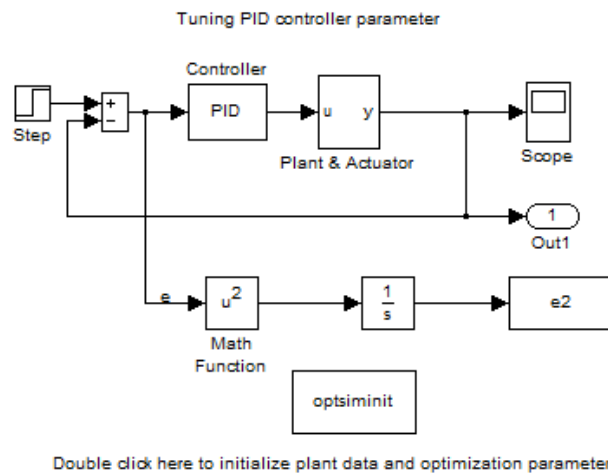 Tuning PID controller parameter
Controller
+
−
PID
u y
Step
Plant & Actuator
Scope
1
Out1
e
u²
1
s
e2
Math
Function
optsiminit
Double click here to initialize plant data and optimization parameter